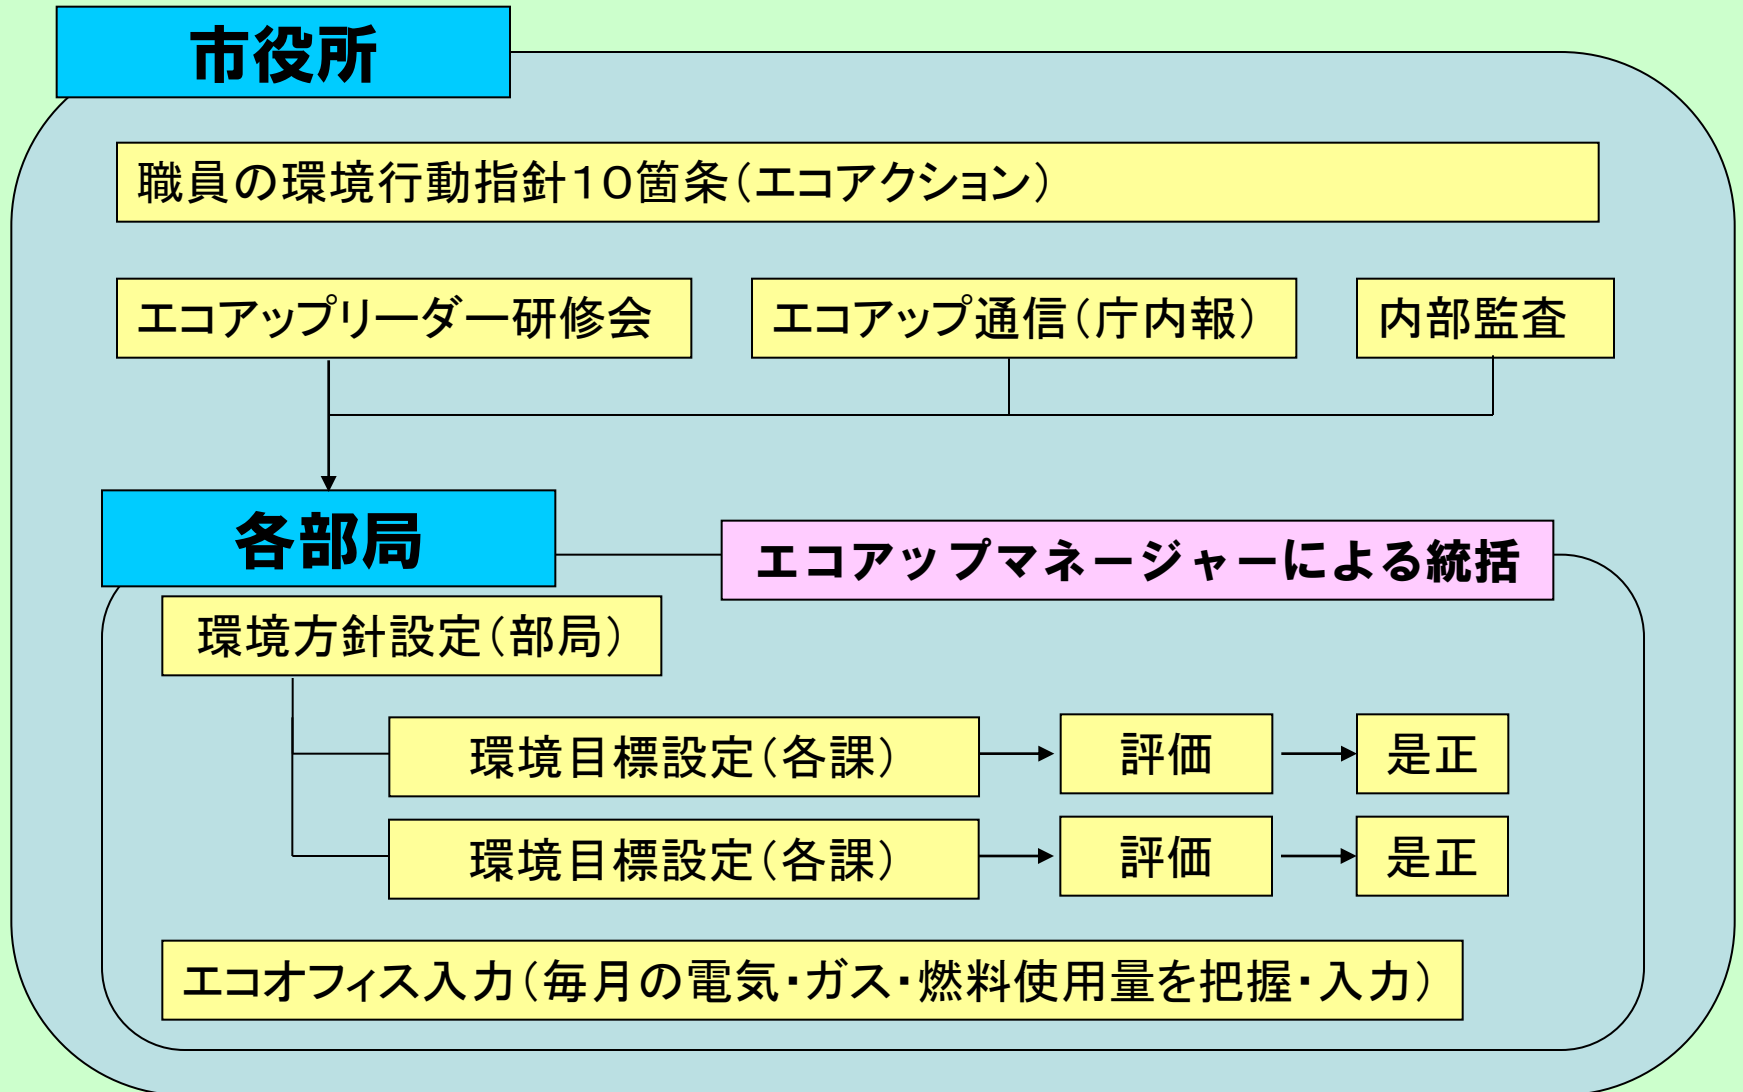 市役所
職員の環境行動指針１０箇条（エコアクション）
エコアップリーダー研修会
エコアップ通信（庁内報）
内部監査
各部局
エコアップマネージャーによる統括
環境方針設定（部局）
環境目標設定（各課）
評価
是正
環境目標設定（各課）
評価
是正
エコオフィス入力（毎月の電気・ガス・燃料使用量を把握・入力）